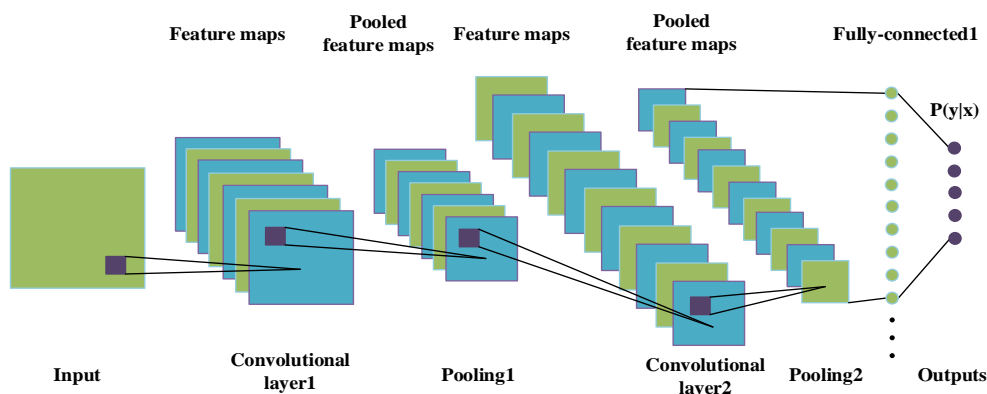 Feature maps
Pooled
feature maps
Feature maps
Pooled
feature maps
Fully-connected1
P(y|x)
Input
Convolutional
layer1
Pooling1
Convolutional
layer2
Pooling2
Outputs